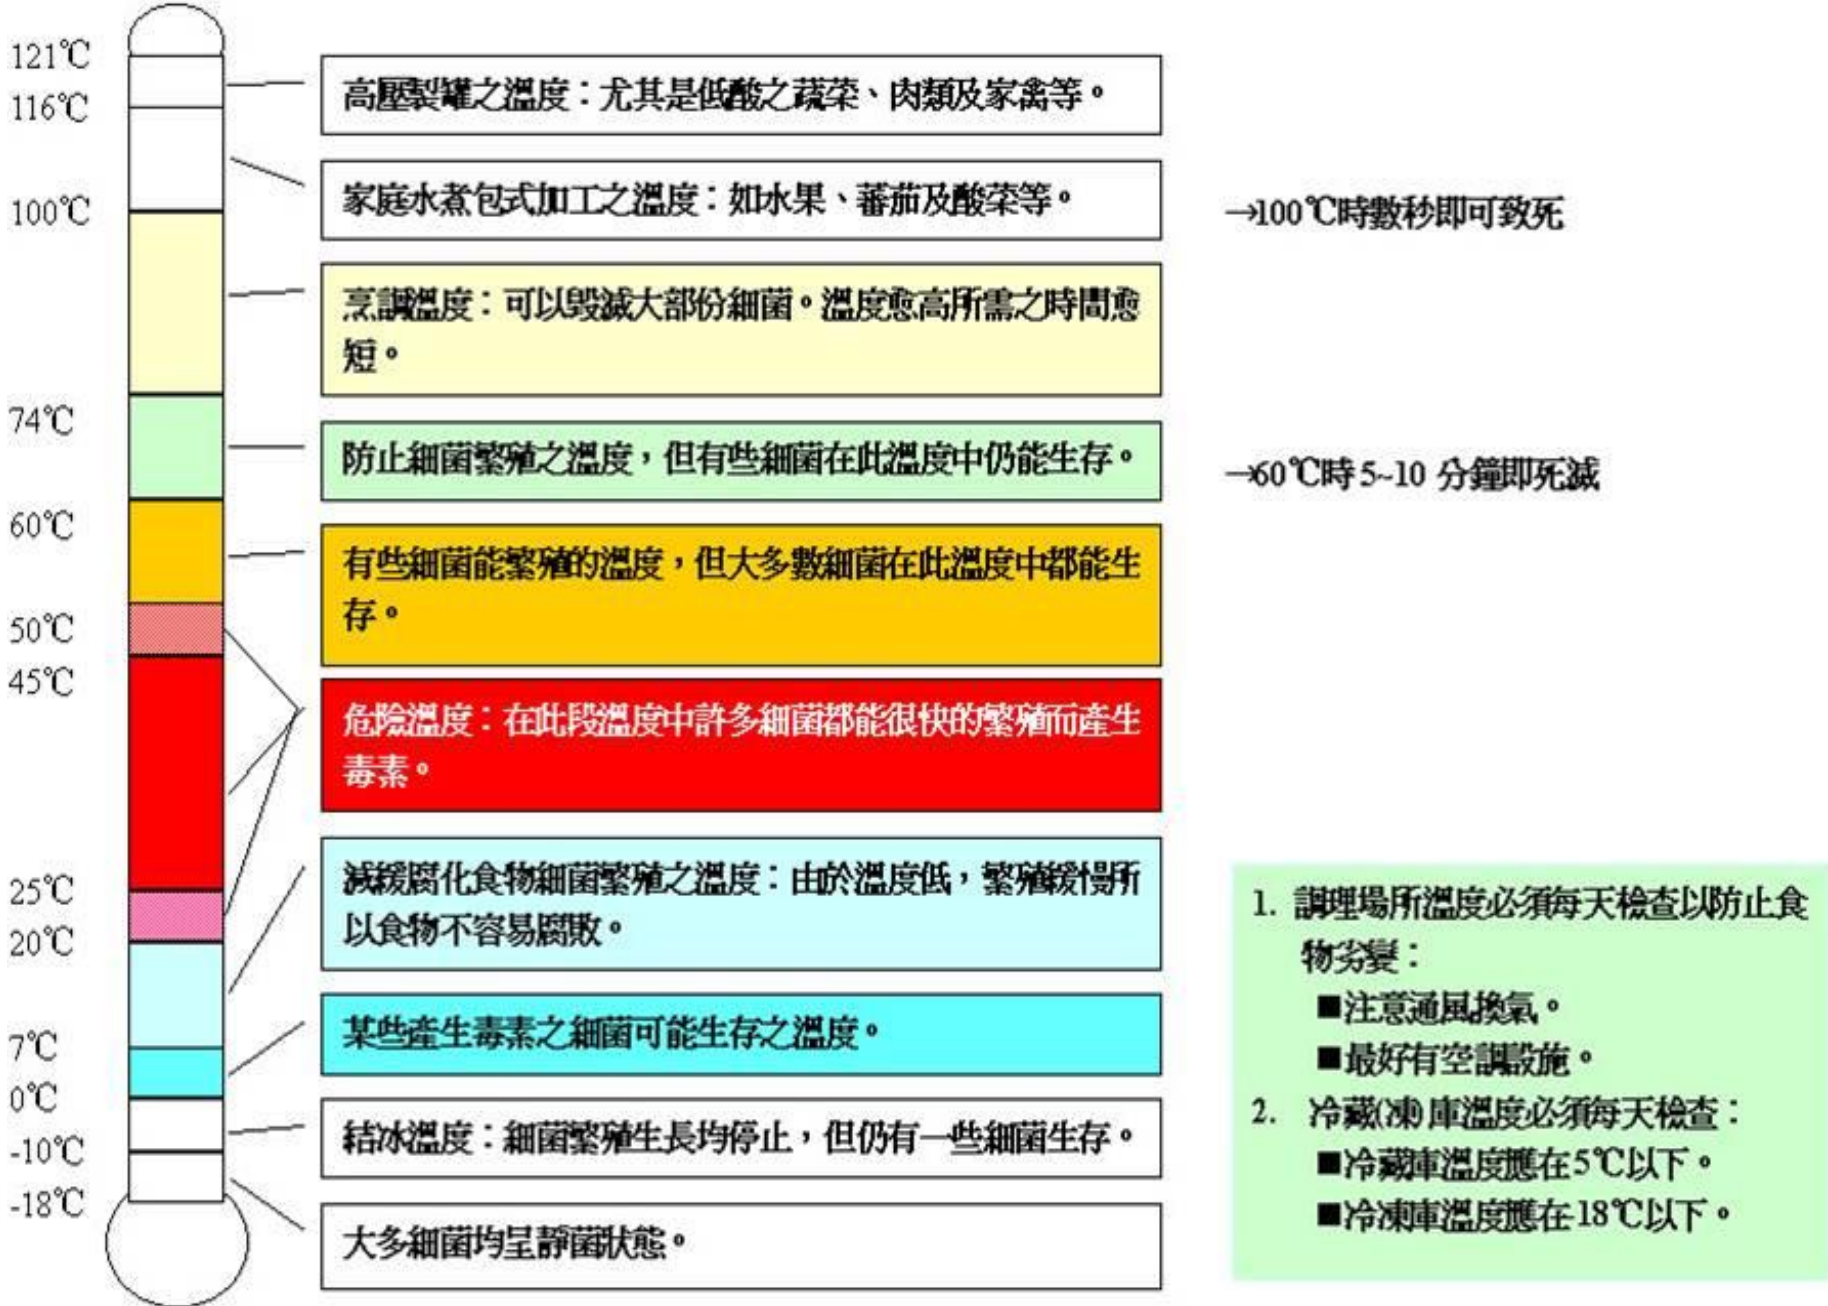 121℃
116℃
100℃
74℃
60℃
50℃
45℃
25℃
20℃
7℃
0℃
-10℃
-18℃
高壓製罐之溫度：尤其是低酸之蔬菜、肉類及家禽等。
家庭水煮包式加工之溫度：如水果、蕃茄及酸菜等。
→100℃時數秒即可致死
烹調溫度：可以毀滅大部份細菌。溫度愈高所需之時間愈
短。
防止細菌繁殖之溫度，但有些細菌在此溫度中仍能生存。
→60℃時5~10 分鐘即死滅
有些細菌能繁殖的溫度，但大多數細菌在此溫度中都能生
存。
危險溫度：在此段溫度中許多細菌都能很快的繁殖而產生
毒素。
減緩腐化食物細菌繁殖之溫度：由於溫度低，繁殖緩慢所
以食物不容易腐敗。
某些產生毒素之細菌可能生存之溫度。
結冰溫度：細菌繁殖生長均停止，但仍有一些細菌生存。
大多細菌均呈靜菌狀態。
1. 調理場所溫度必須每天檢查以防止食
物劣變：
■注意通風換氣。
■最好有空調設施。
2. 冷藏(凍)庫溫度必須每天檢查：
■冷藏庫溫度應在5℃以下。
■冷凍庫溫度應在-18℃以下。